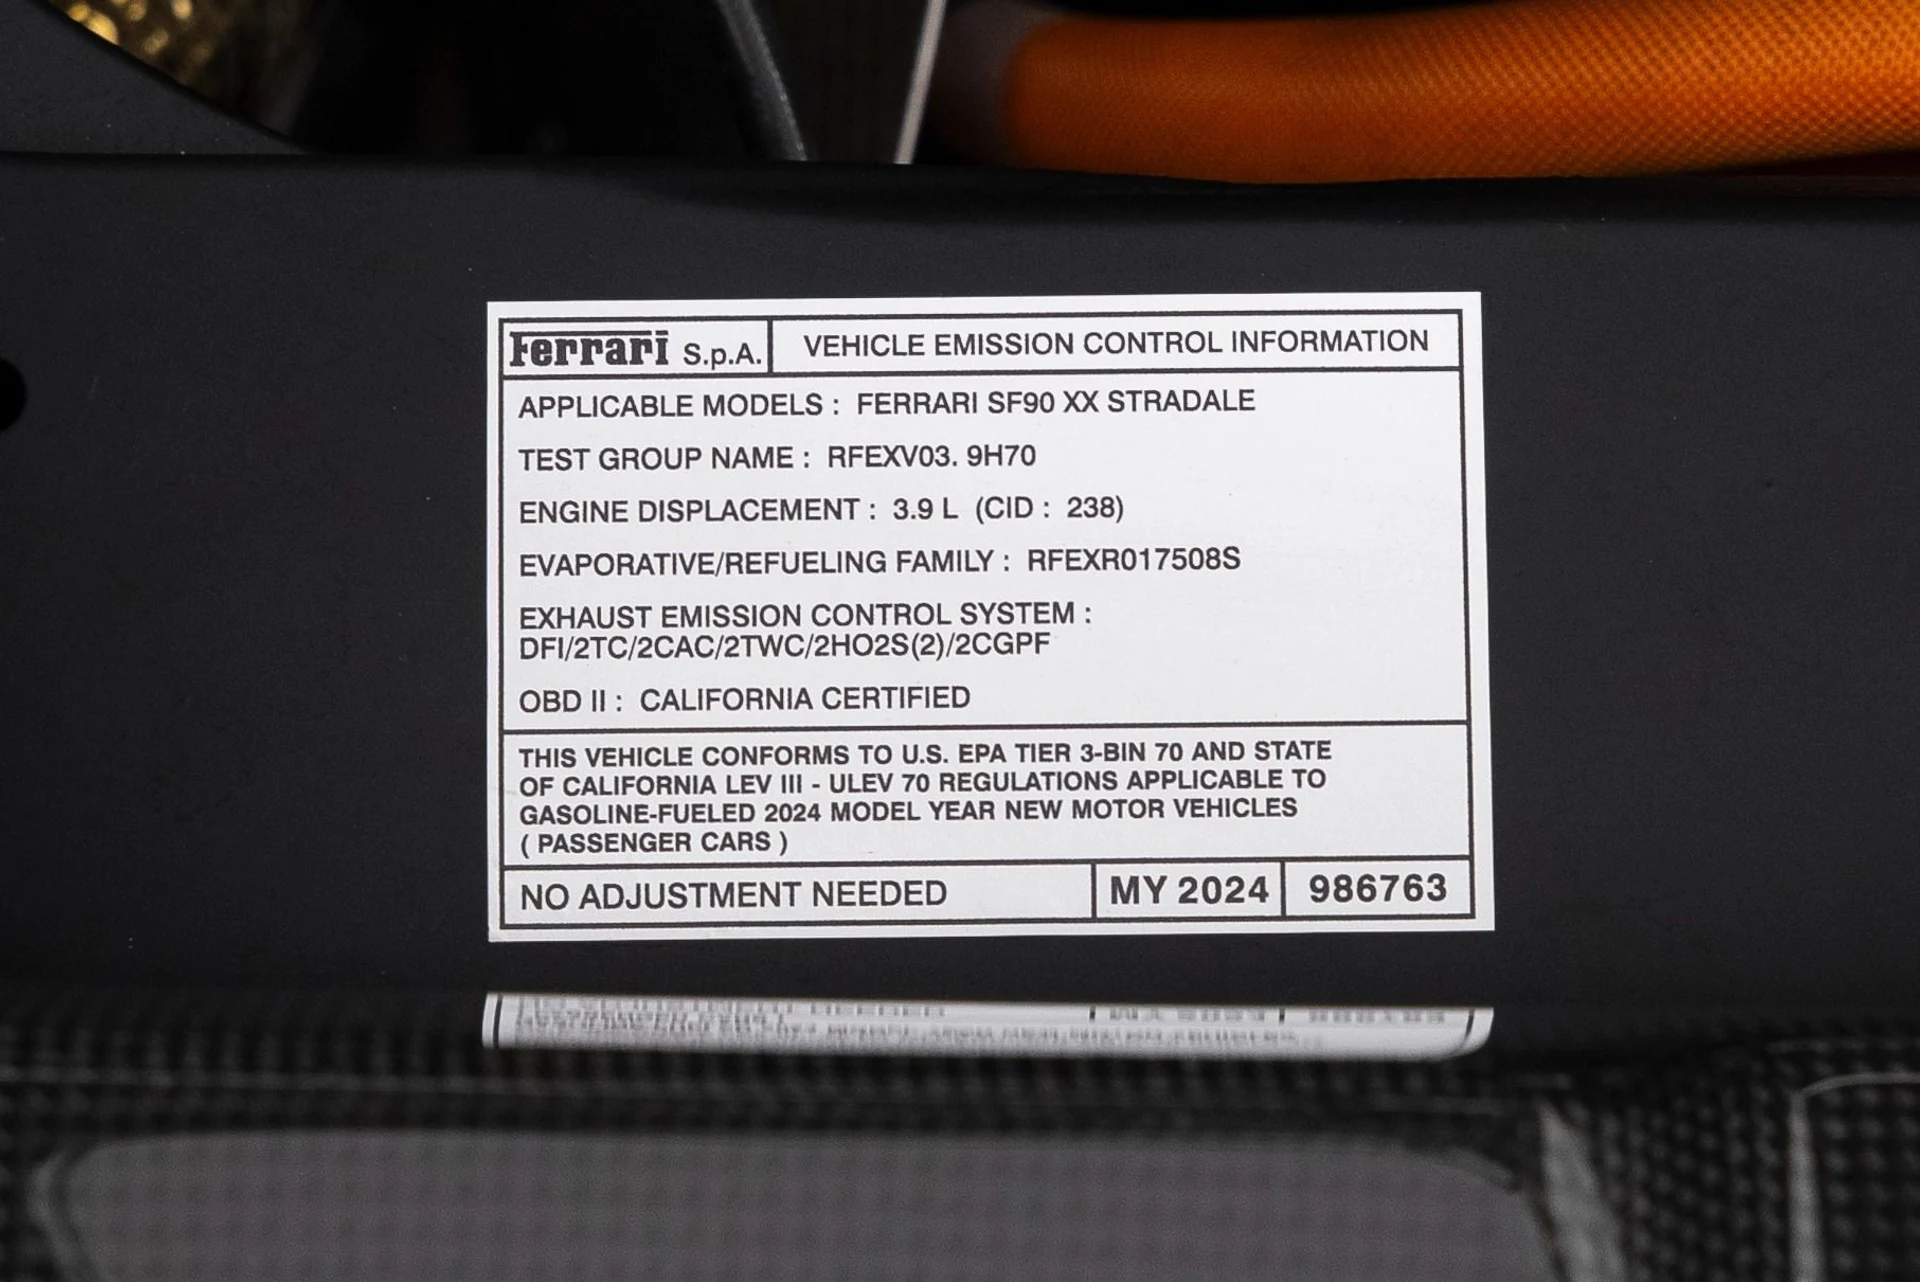 Ferrari S.p.A. VEHICLE EMISSION CONTROL INFORMATION
APPLICABLE MODELS : FERRARI SF90 XX STRADALE
TEST GROUP NAME : RFEXV03. 9H70
ENGINE DISPLACEMENT : 3.9 L (CID : 238)
EVAPORATIVE/REFUELING FAMILY : RFEXR017508S
EXHAUST EMISSION CONTROL SYSTEM :
DFI/2TC/2CAC/2TWC/2HO2S(2)/2CGPF
OBD II : CALIFORNIA CERTIFIED
THIS VEHICLE CONFORMS TO U.S. EPA TIER 3-BIN 70 AND STATE
OF CALIFORNIA LEV III - ULEV 70 REGULATIONS APPLICABLE TO
GASOLINE-FUELED 2024 MODEL YEAR NEW MOTOR VEHICLES
( PASSENGER CARS )
NO ADJUSTMENT NEEDED MY 2024 986763